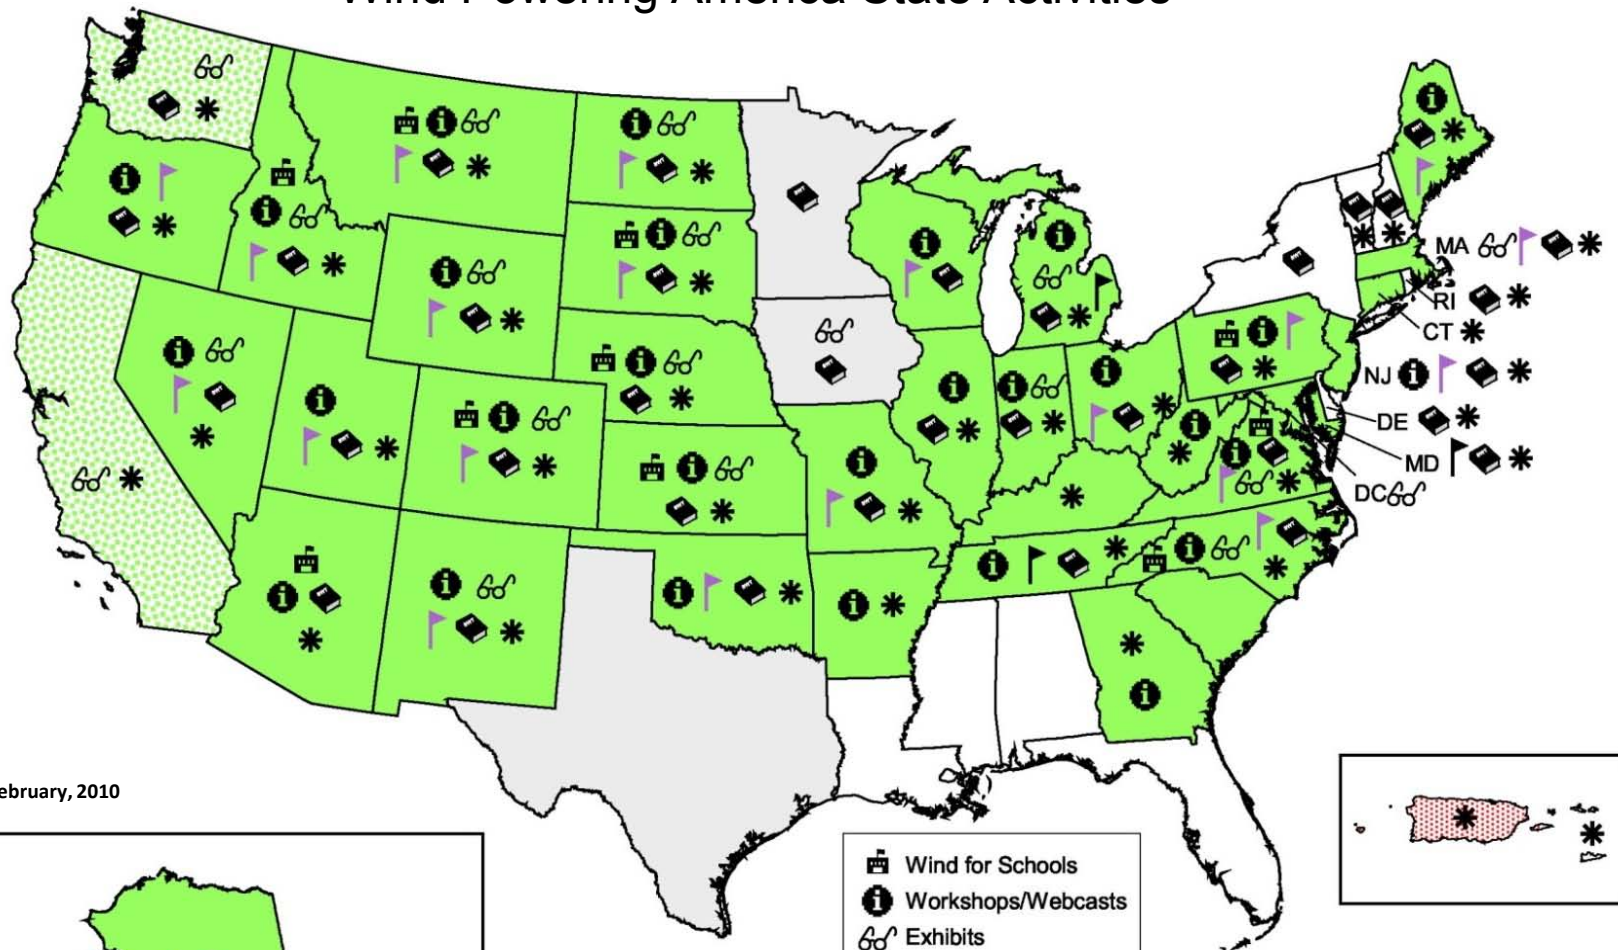 Wind Powering America State Activities
MA
RI
CT
NJ
DE
MD
DC
ebruary, 2010
Wind for Schools
Workshops/Webcasts
Exhibits